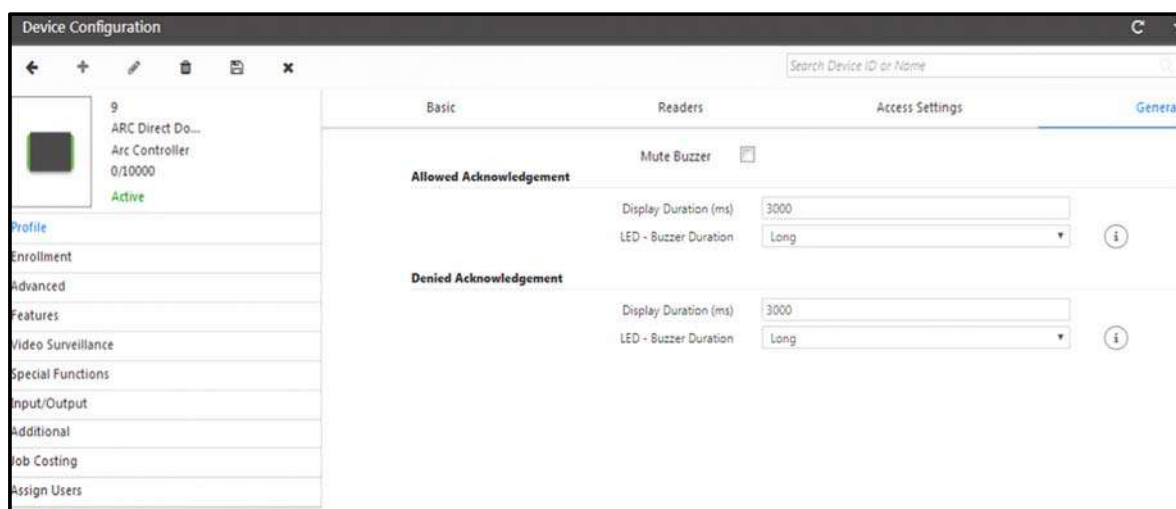 Device Configuration
Search Device ID or Name
9
ARC Direct Do...
Arc Controller
0/10000
Active
Profile
Enrollment
Advanced
Features
Video Surveillance
Special Functions
Input/Output
Additional
Job Costing
Assign Users
Basic Readers Access Settings Genera
Mute Buzzer
Allowed Acknowledgement
Display Duration (ms) 3000
LED - Buzzer Duration Long
Denied Acknowledgement
Display Duration (ms) 3000
LED - Buzzer Duration Long